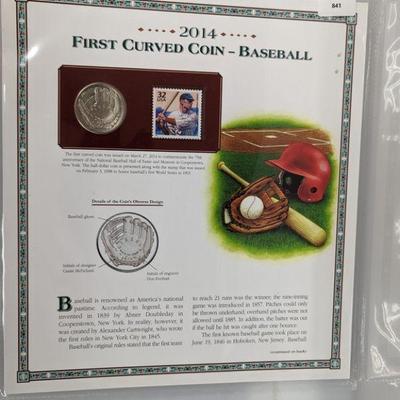 841
2014
FIRST CURVED COIN – BASEBALL
32
USA
The first curved coin was issued on March 27, 2014 to commemorate the 75th
anniversary of the National Baseball Hall of Fame and Museum in Cooperstown,
New York. The half-dollar coin is presented along with the stamp that was issued
on February 3, 1998 to honor baseball's first World Series in 1903.
Details of the Coin's Obverse Design
Baseball glove
Initials of designer
Cassie McFarland
Initials of engraver
Don Everhart
Baseball is renowned as America's national
pastime. According to legend, it was
invented in 1839 by Abner Doubleday in
Cooperstown, New York. In reality, however, it
was created by Alexander Cartwright, who wrote
the first rules in New York City in 1845.
Baseball's original rules stated that the first team
to reach 21 runs was the winner; the nine-inning
game was introduced in 1857. Pitches could only
be thrown underhand; overhand pitches were not
allowed until 1885. In addition, the batter was out
if the ball he hit was caught after one bounce.
The first known baseball game took place on
June 19, 1846 in Hoboken, New Jersey. Baseball
(continued on back)